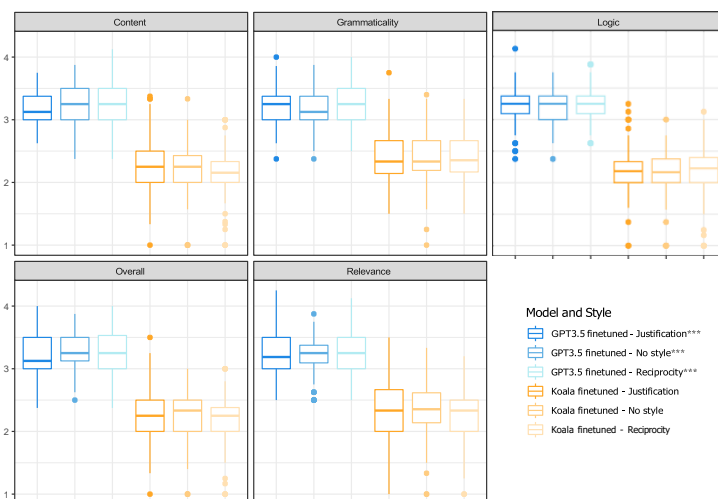 Content
Grammaticality
Logic
4
3
2
1
Overall
Relevance
4
3
2
1
Model and Style
GPT3.5 finetuned - Justification***
GPT3.5 finetuned - No style***
GPT3.5 finetuned - Reciprocity***
Koala finetuned - Justification
Koala finetuned - No style
Koala finetuned - Reciprocity